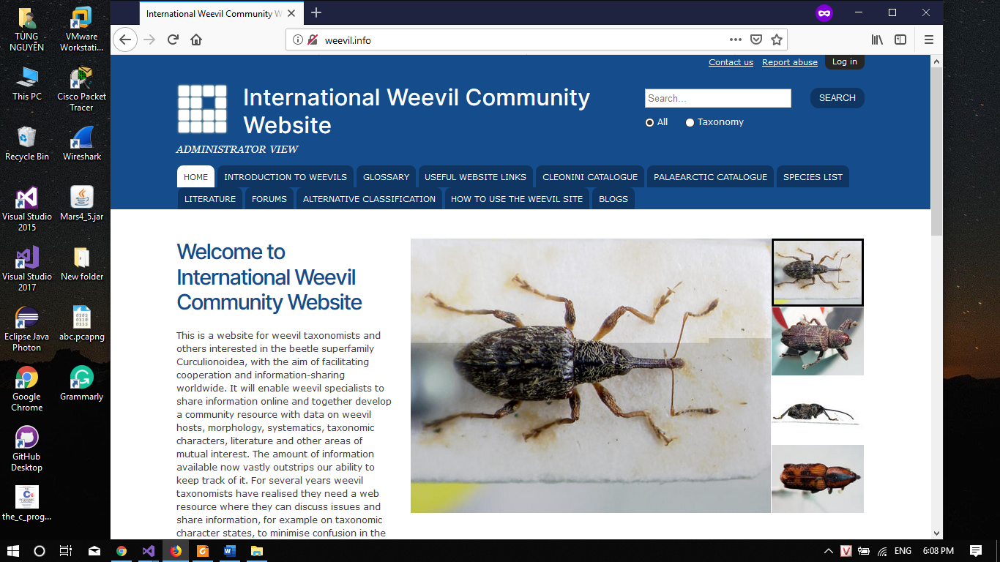 TÙNG
NGUYỄN
VMware
Workstati...
This PC
Cisco Packet
Tracer
Recycle Bin
Wireshark
Visual Studio
2015
Mars4_5.jar
Visual Studio
2017
New folder
Eclipse Java
Photon
abc.pcapng
Google
Chrome
Grammarly
GitHub
Desktop
the_c_prog...
International Weevil Community W
weevil.info
Contact us
Report abuse
Log in
International Weevil Community
Website
ADMINISTRATOR VIEW
Search...
SEARCH
All
Taxonomy
HOME
INTRODUCTION TO WEEVILS
GLOSSARY
USEFUL WEBSITE LINKS
CLEONINI CATALOGUE
PALAEARCTIC CATALOGUE
SPECIES LIST
LITERATURE
FORUMS
ALTERNATIVE CLASSIFICATION
HOW TO USE THE WEEVIL SITE
BLOGS
Welcome to
International Weevil
Community Website
This is a website for weevil taxonomists and
others interested in the beetle superfamily
Curculionoidea, with the aim of facilitating
cooperation and information-sharing
worldwide. It will enable weevil specialists to
share information online and together develop
a community resource with data on weevil
hosts, morphology, systematics, taxonomic
characters, literature and other areas of
mutual interest. The amount of information
available now vastly outstrips our ability to
keep track of it. For several years weevil
taxonomists have realised they need a web
resource where they can discuss issues and
share information, for example on taxonomic
character states, to minimise confusion in the
ENG
6:08 PM